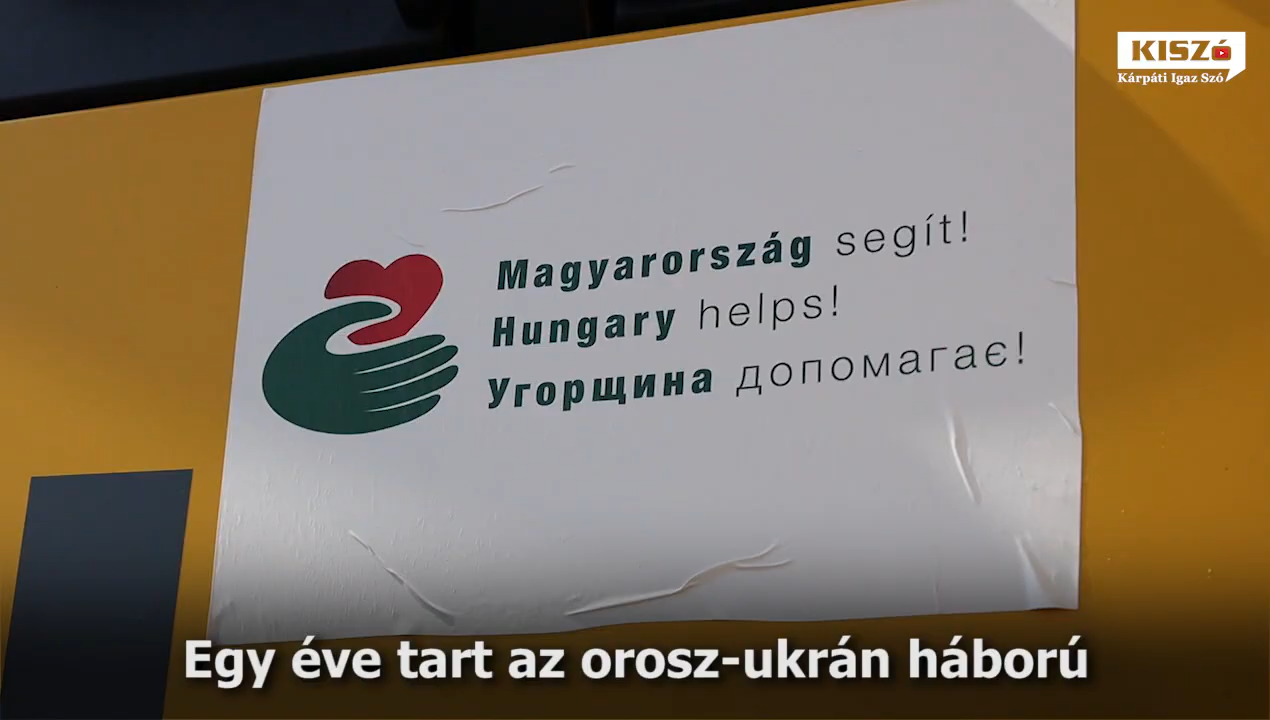 KISZó
Kárpáti Igaz Szó
Magyarország segít!
Hungary helps!
Угорщина допомагає!
Egy éve tart az orosz-ukrán háború